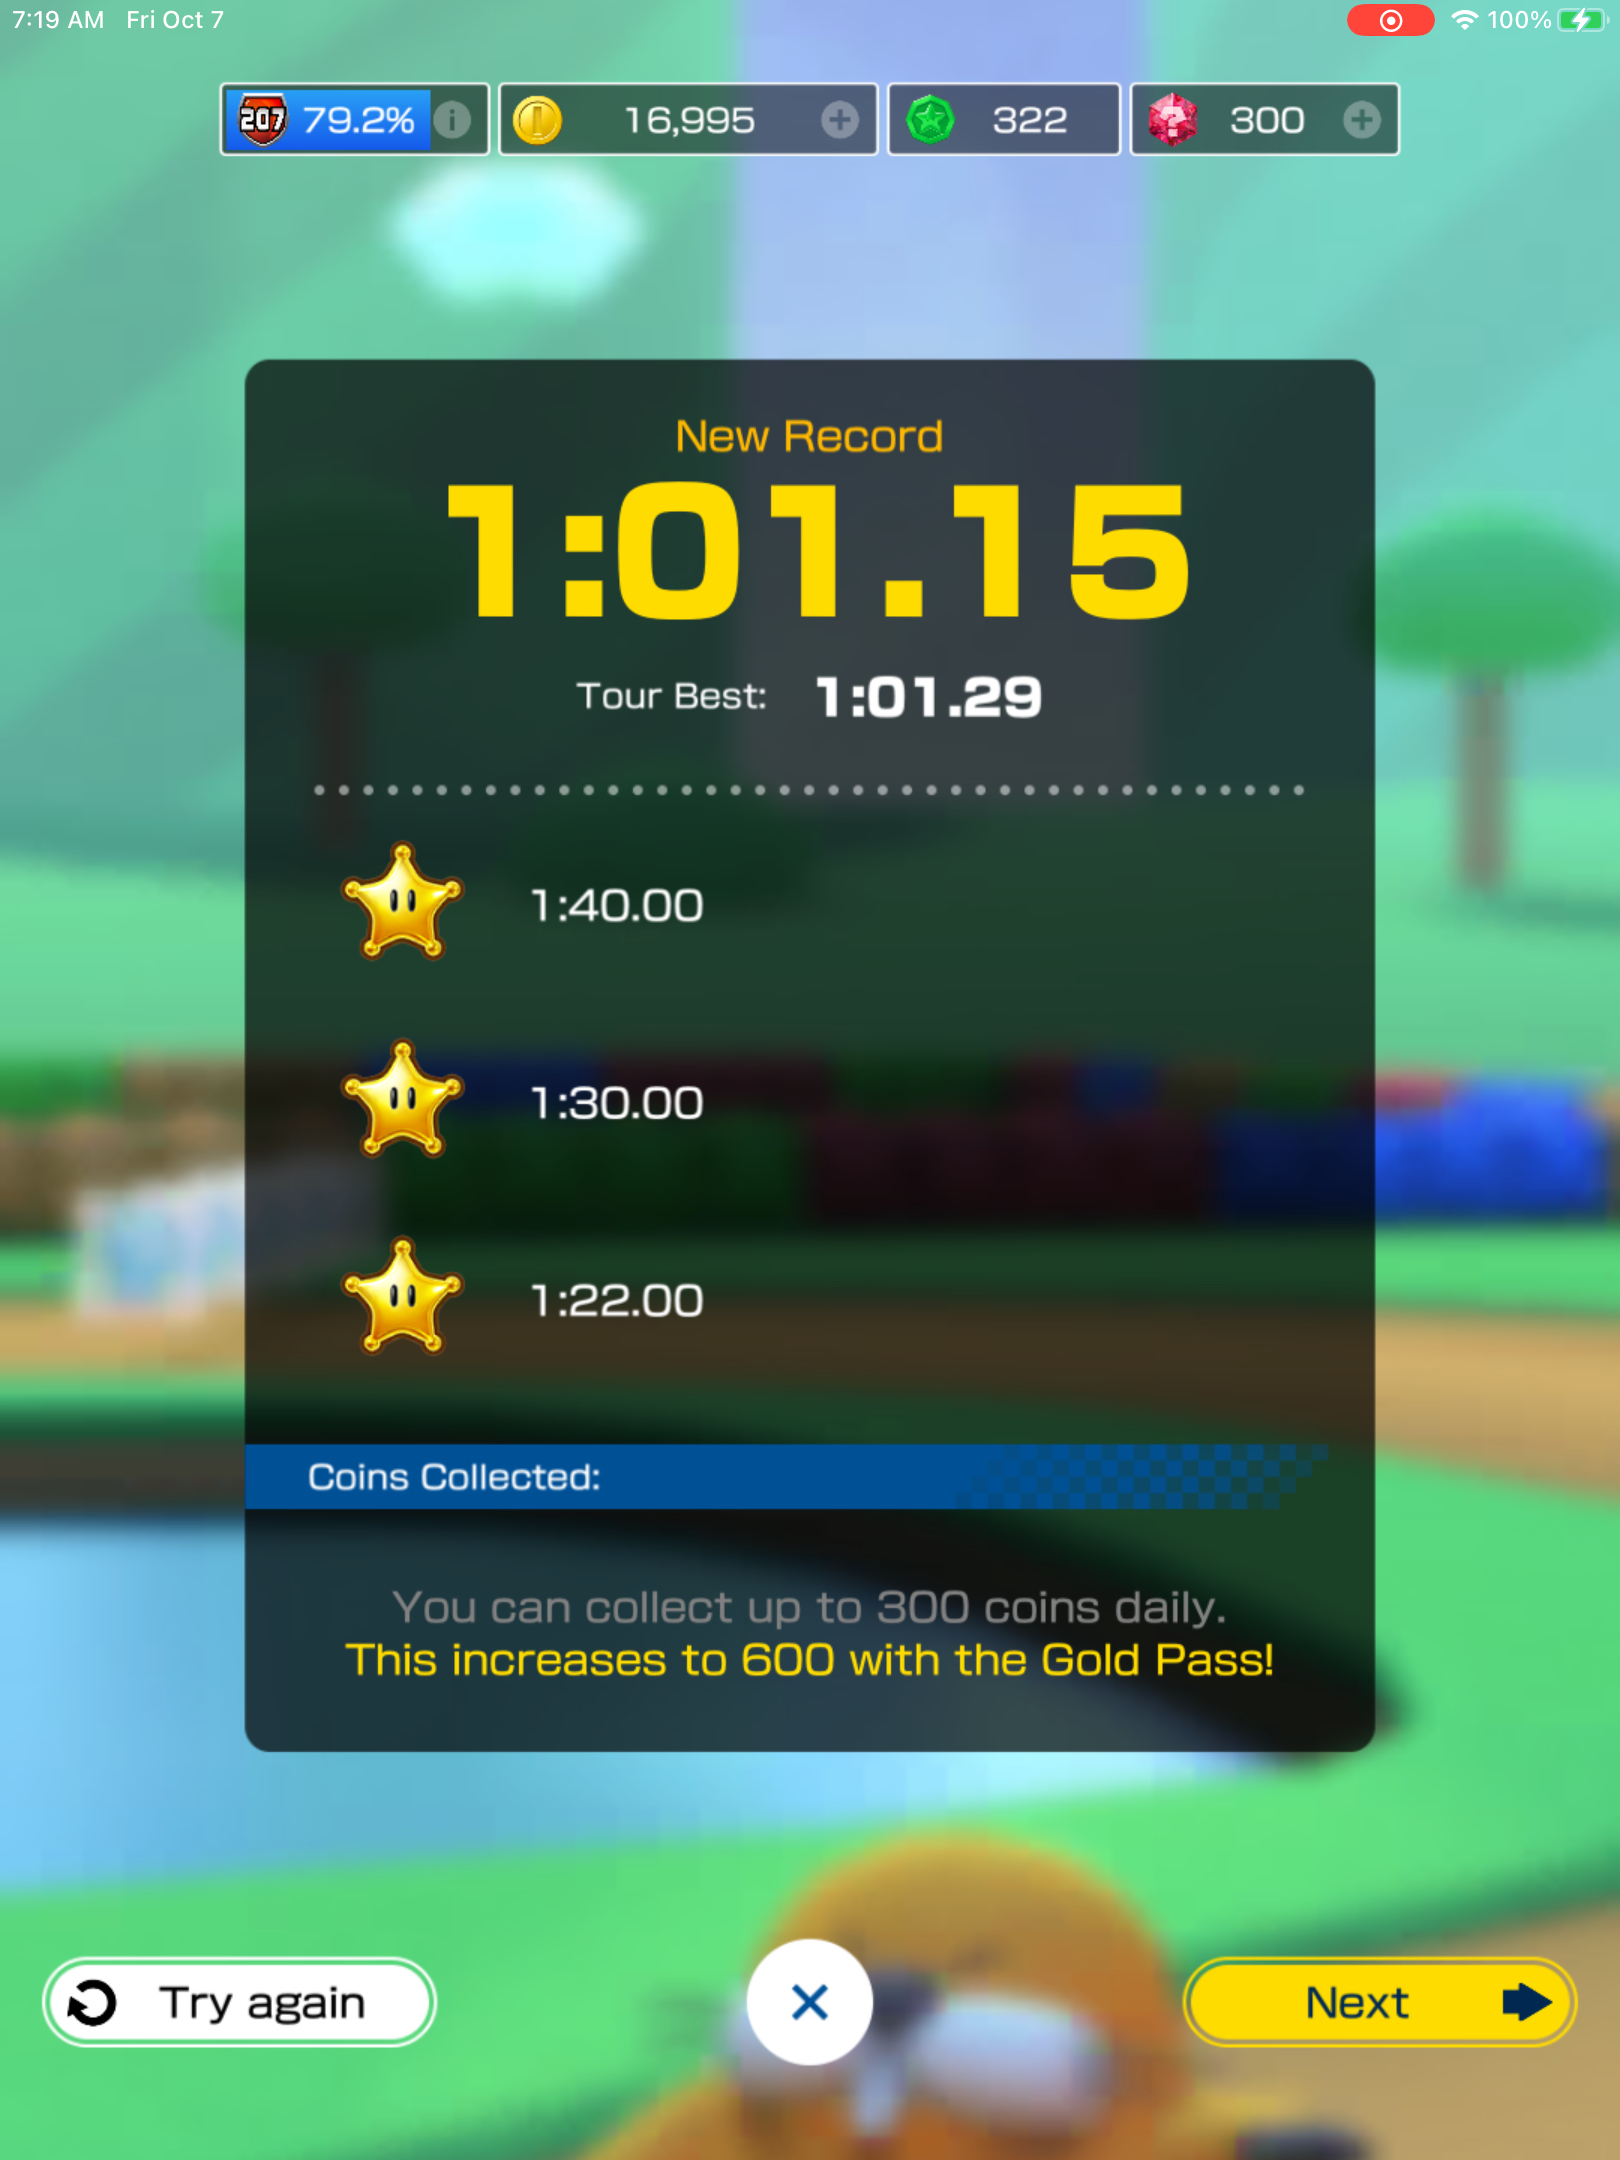 7:19 AM Fri Oct 7 100%
207 79.2% i 16,995 + 322 ? 300 +
New Record
1:01.15
Tour Best: 1:01.29
1:40.00
1:30.00
1:22.00
Coins Collected:
You can collect up to 300 coins daily.
This increases to 600 with the Gold Pass!
Try again × Next